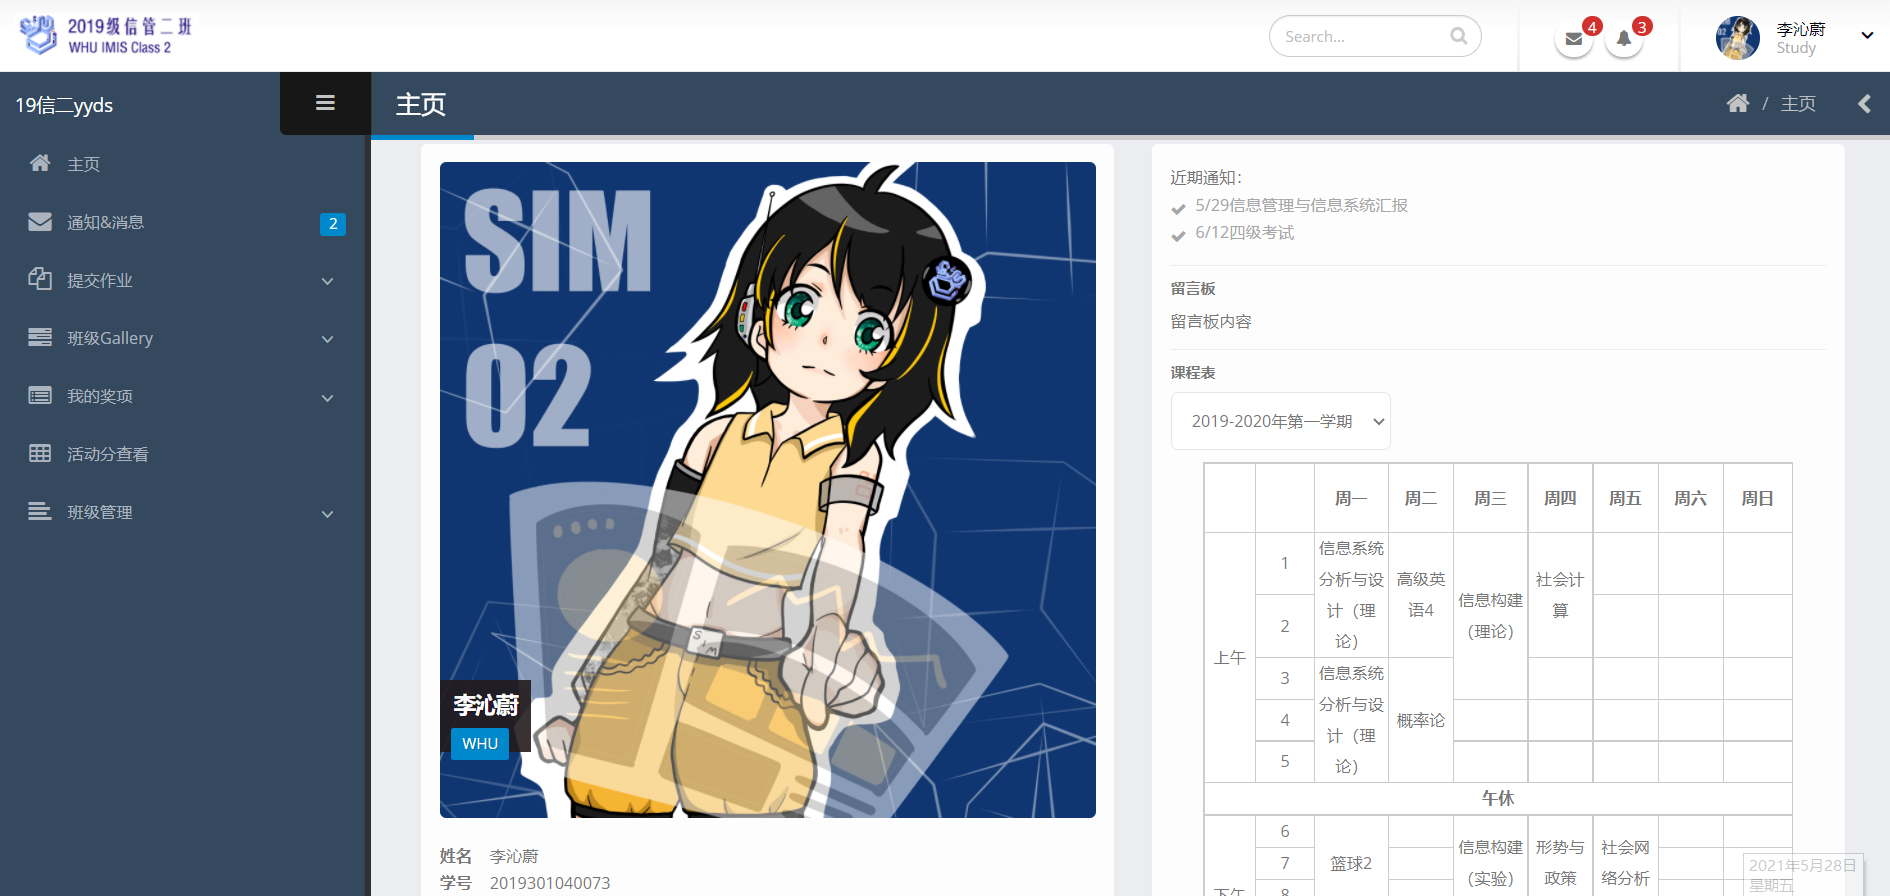 2019级信管二班
WHU IMIS Class 2
Search...
4
3
李沁蔚
Study
19信二yyds
主页
/ 主页
主页
通知&消息
2
提交作业
班级Gallery
我的奖项
活动分查看
班级管理
SIM
02
SIM
李沁蔚
WHU
姓名 李沁蔚
学号 2019301040073
近期通知：
5/29信息管理与信息系统汇报
6/12四级考试
留言板
留言板内容
课程表
2019-2020年第一学期
周一 周二 周三 周四 周五 周六 周日
上午
1
2
3
4
5
信息系统
分析与设
计（理
论）
信息系统
分析与设
计（理
论）
高级英
语4
概率论
信息构建
（理论）
社会计
算
午休
下午
6
7
8
篮球2
信息构建
（实验）
形势与
政策
社会网
络分析
2021年5月28日
星期五